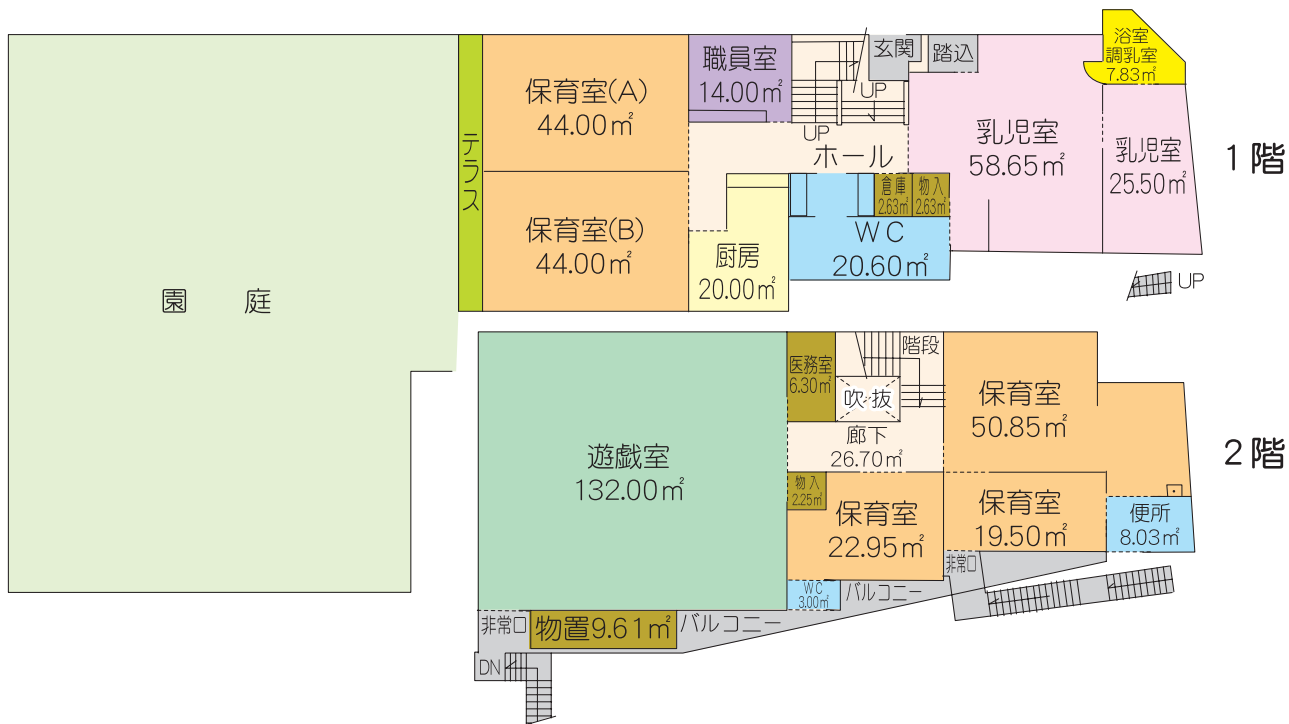 1階
園庭
テラス
保育室(A)
44.00㎡
保育室(B)
44.00㎡
職員室
14.00㎡
UP
UP
玄関
踏込
ホール
厨房
20.00㎡
倉庫
2.63㎡
物入
2.63㎡
WC
20.60㎡
乳児室
58.65㎡
浴室
調乳室
7.83㎡
乳児室
25.50㎡
UP
2階
遊戯室
132.00㎡
医務室
6.30㎡
階段
吹抜
廊下
26.70㎡
物入
2.25㎡
保育室
50.85㎡
保育室
22.95㎡
保育室
19.50㎡
便所
8.03㎡
WC
3.00㎡
バルコニー
非常口
非常口
物置9.61㎡
バルコニー
DN